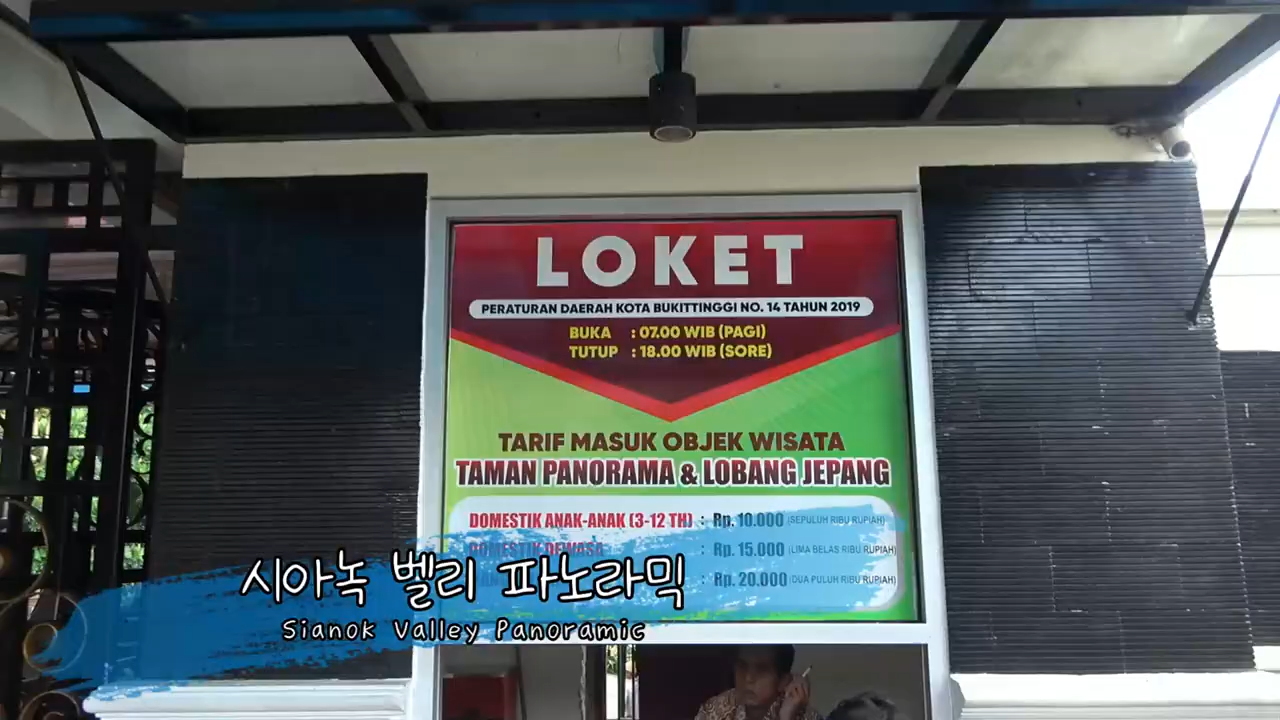 LOKET
PERATURAN DAERAH KOTA BUKITTINGGI NO. 14 TAHUN 2019
BUKA : 07.00 WIB (PAGI)
TUTUP : 18.00 WIB (SORE)
TARIF MASUK OBJEK WISATA
TAMAN PANORAMA & LOBANG JEPANG
DOMESTIK ANAK-ANAK (3-12 TH) : Rp. 10.000 (SEPULUH RIBU RUPIAH)
DOMESTIK DEWASA : Rp. 15.000 (LIMA BELAS RIBU RUPIAH)
: Rp. 20.000 (DUA PULUH RIBU RUPIAH)
시아녹 벨리 파노라믹
Sianok Valley Panoramic